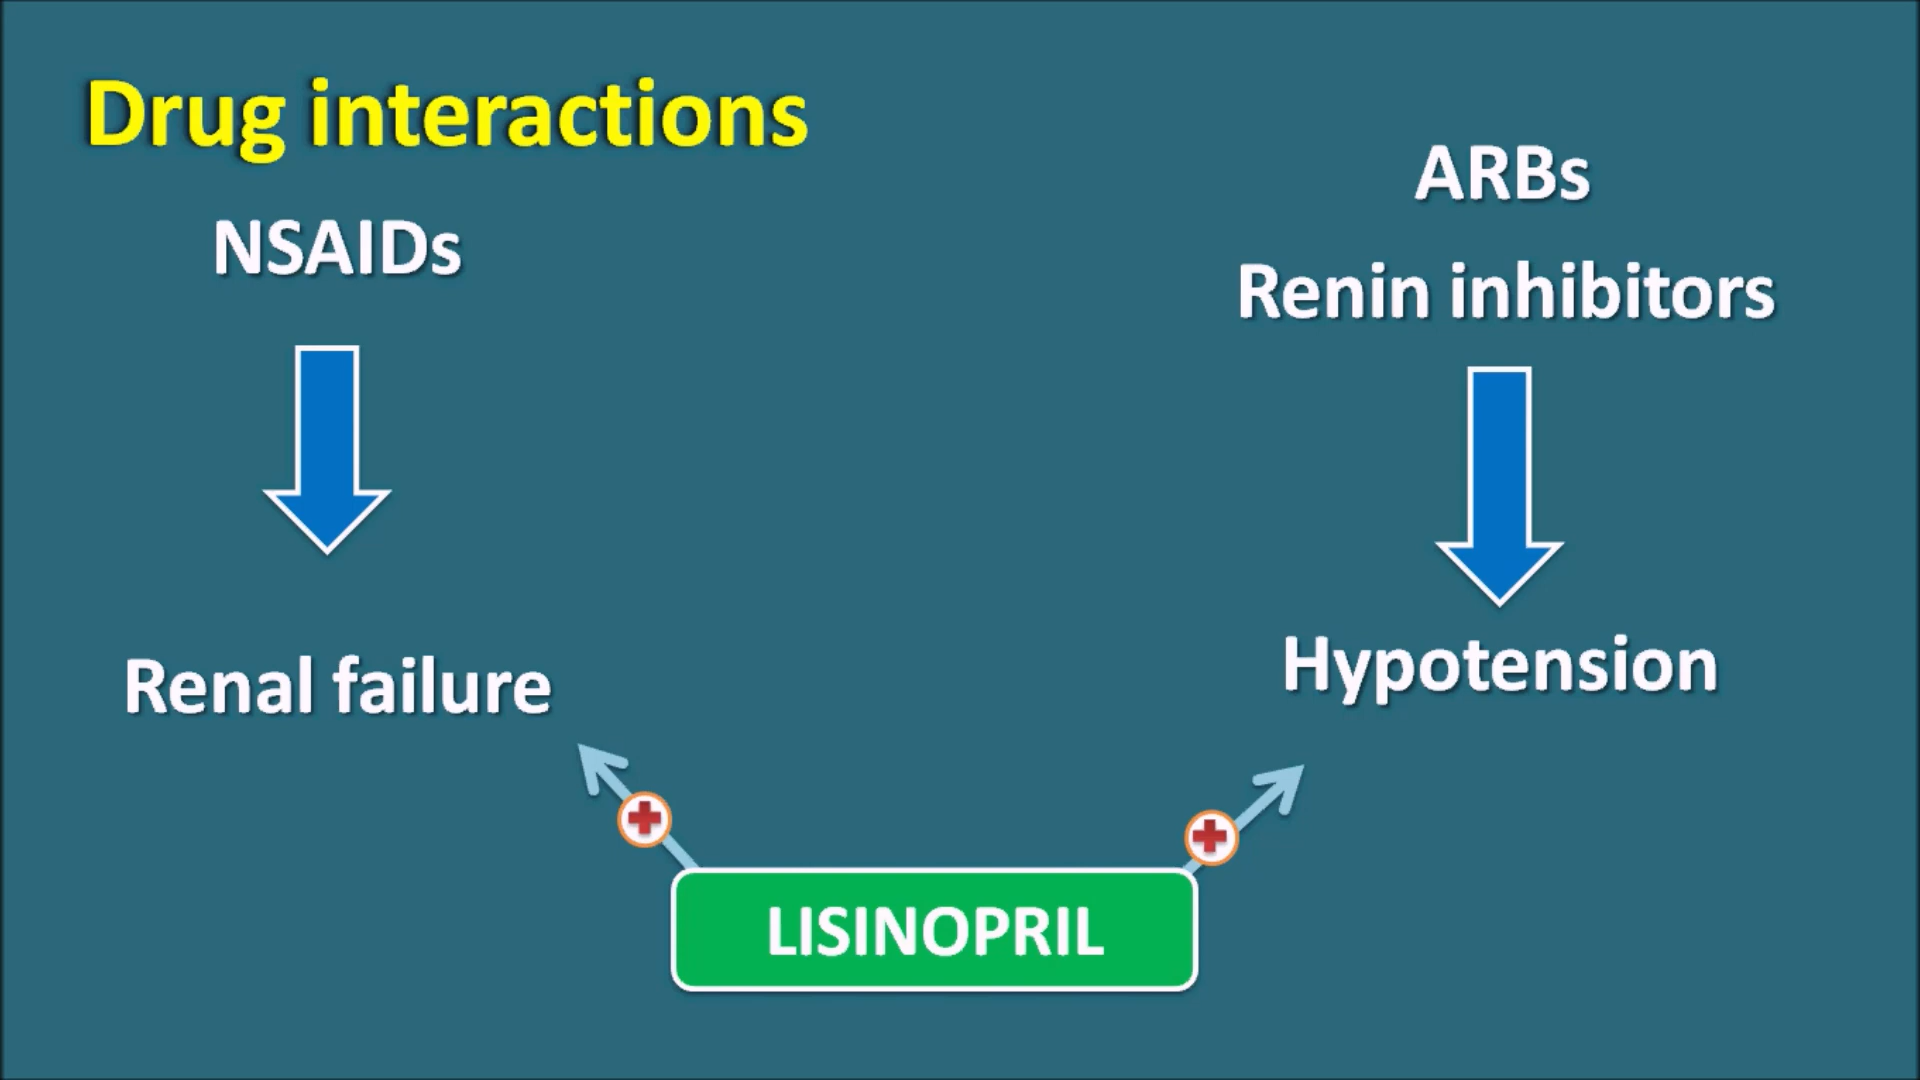 Drug interactions
NSAIDs
ARBs
Renin inhibitors
Renal failure
Hypotension
LISINOPRIL